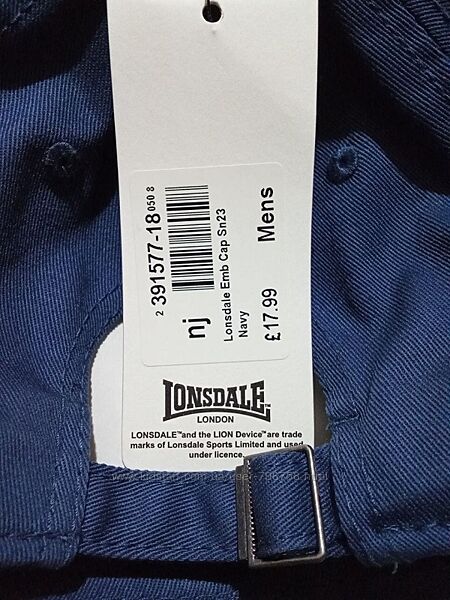 2 391577-18 050 8
nj
Lonsdale Emb Cap Sn23
Navy
£17.99 Mens
LONSDALE
LONDON
LONSDALE™and the LION Device™are trade
marks of Lonsdale Sports Limited and used
under licence.